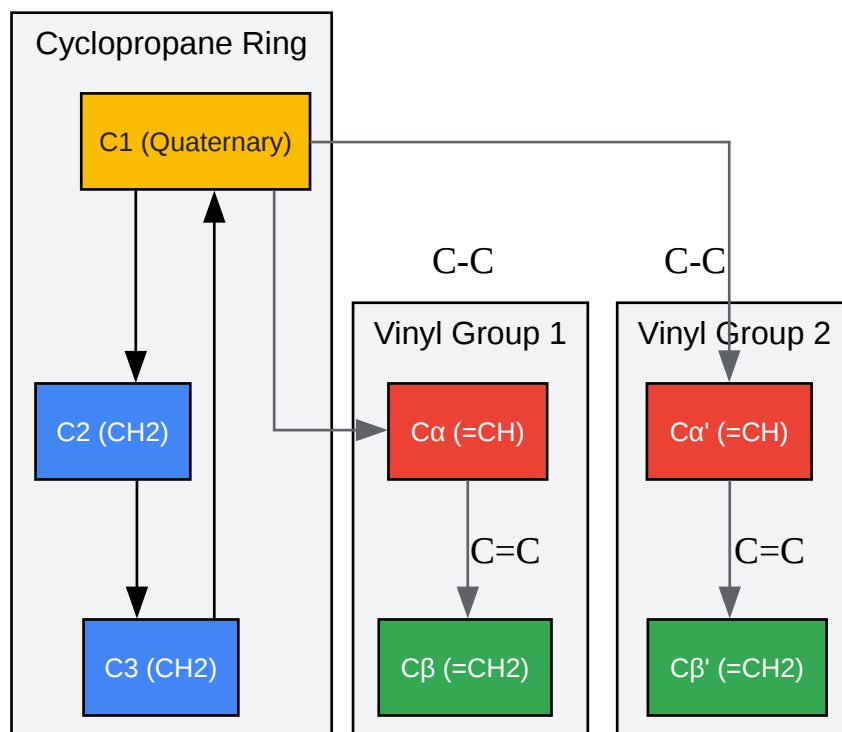 Cyclopropane Ring
C1 (Quaternary)
C-C
C-C
Vinyl Group 1
Vinyl Group 2
C2 (CH2)
Cα (=CH)
Cα' (=CH)
C=C
C=C
C3 (CH2)
Cβ (=CH2)
Cβ' (=CH2)